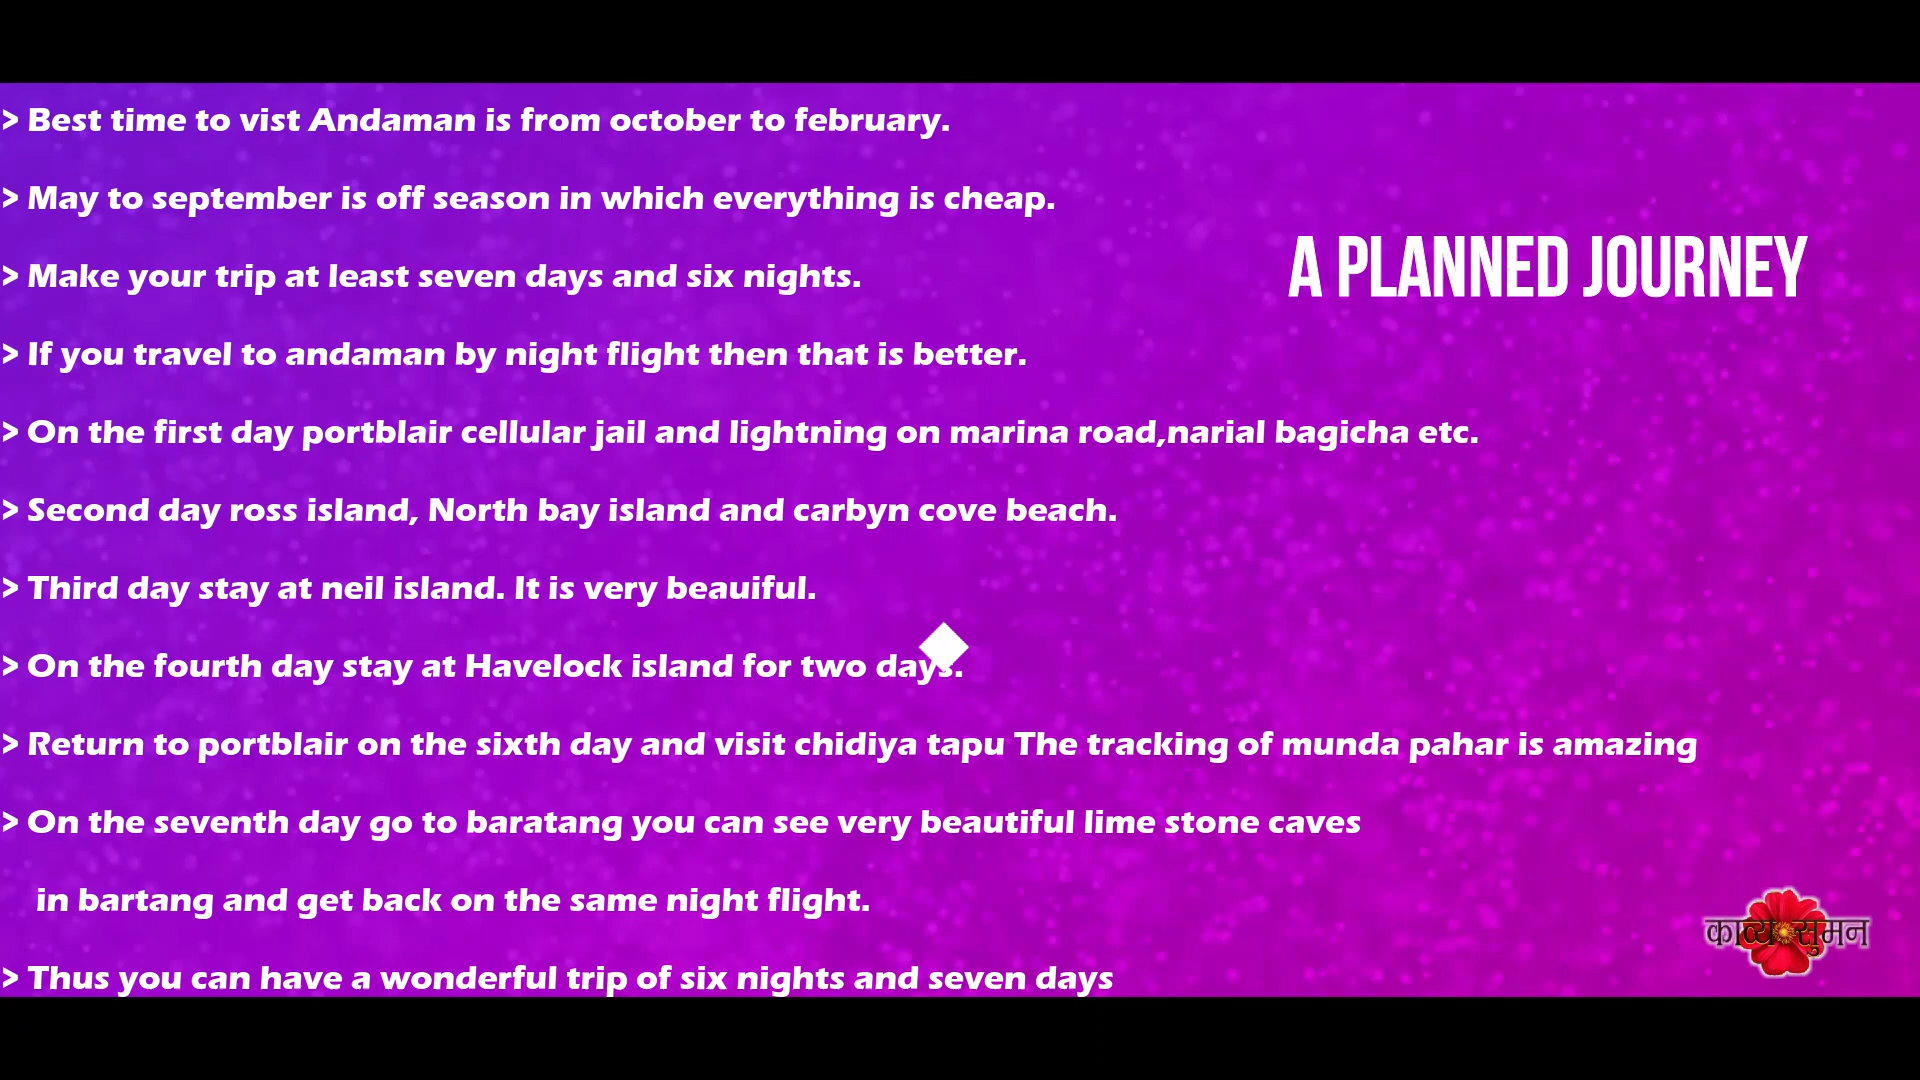 > Best time to vist Andaman is from october to february.
> May to september is off season in which everything is cheap.
> Make your trip at least seven days and six nights.
A PLANNED JOURNEY
> If you travel to andaman by night flight then that is better.
> On the first day portblair cellular jail and lightning on marina road,narial bagicha etc.
> Second day ross island, North bay island and carbyn cove beach.
> Third day stay at neil island. It is very beauiful.
> On the fourth day stay at Havelock island for two days.
> Return to portblair on the sixth day and visit chidiya tapu The tracking of munda pahar is amazing
> On the seventh day go to baratang you can see very beautiful lime stone caves
in bartang and get back on the same night flight.
काव्य सुमन
> Thus you can have a wonderful trip of six nights and seven days